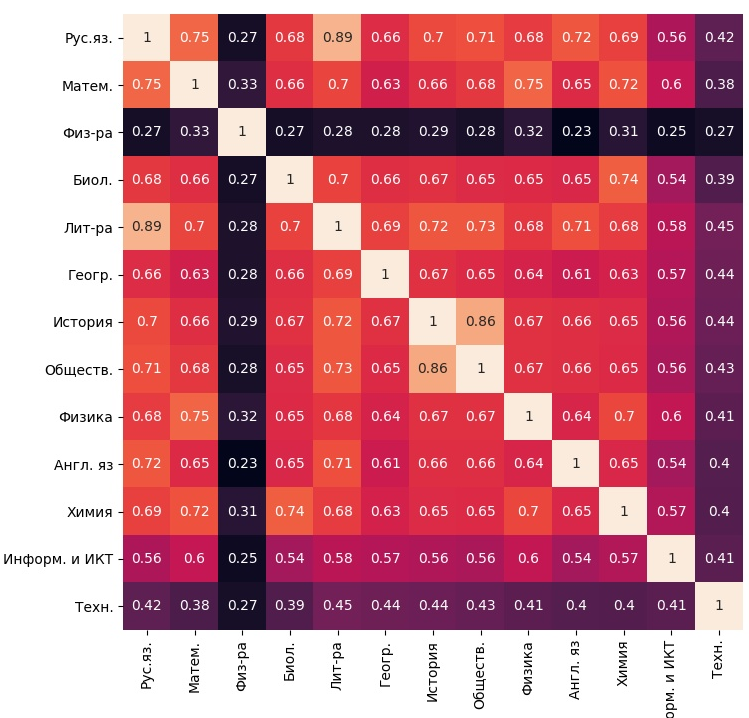 Рус.яз. 1 0.75 0.27 0.68 0.89 0.66 0.7 0.71 0.68 0.72 0.69 0.56 0.42
Матем. 0.75 1 0.33 0.66 0.7 0.63 0.66 0.68 0.75 0.65 0.72 0.6 0.38
Физ-ра 0.27 0.33 1 0.27 0.28 0.28 0.29 0.28 0.32 0.23 0.31 0.25 0.27
Биол. 0.68 0.66 0.27 1 0.7 0.66 0.67 0.65 0.65 0.65 0.74 0.54 0.39
Лит-ра 0.89 0.7 0.28 0.7 1 0.69 0.72 0.73 0.68 0.71 0.68 0.58 0.45
Геогр. 0.66 0.63 0.28 0.66 0.69 1 0.67 0.65 0.64 0.61 0.63 0.57 0.44
История 0.7 0.66 0.29 0.67 0.72 0.67 1 0.86 0.67 0.66 0.65 0.56 0.44
Обществ. 0.71 0.68 0.28 0.65 0.73 0.65 0.86 1 0.67 0.66 0.65 0.56 0.43
Физика 0.68 0.75 0.32 0.65 0.68 0.64 0.67 0.67 1 0.64 0.7 0.6 0.41
Англ. яз 0.72 0.65 0.23 0.65 0.71 0.61 0.66 0.66 0.64 1 0.65 0.54 0.4
Химия 0.69 0.72 0.31 0.74 0.68 0.63 0.65 0.65 0.7 0.65 1 0.57 0.4
Информ. и ИКТ 0.56 0.6 0.25 0.54 0.58 0.57 0.56 0.56 0.6 0.54 0.57 1 0.41
Техн. 0.42 0.38 0.27 0.39 0.45 0.44 0.44 0.43 0.41 0.4 0.4 0.41 1
Рус.яз.
Матем.
Физ-ра
Биол.
Лит-ра
Геогр.
История
Обществ.
Физика
Англ. яз
Химия
орм. и ИКТ
Техн.